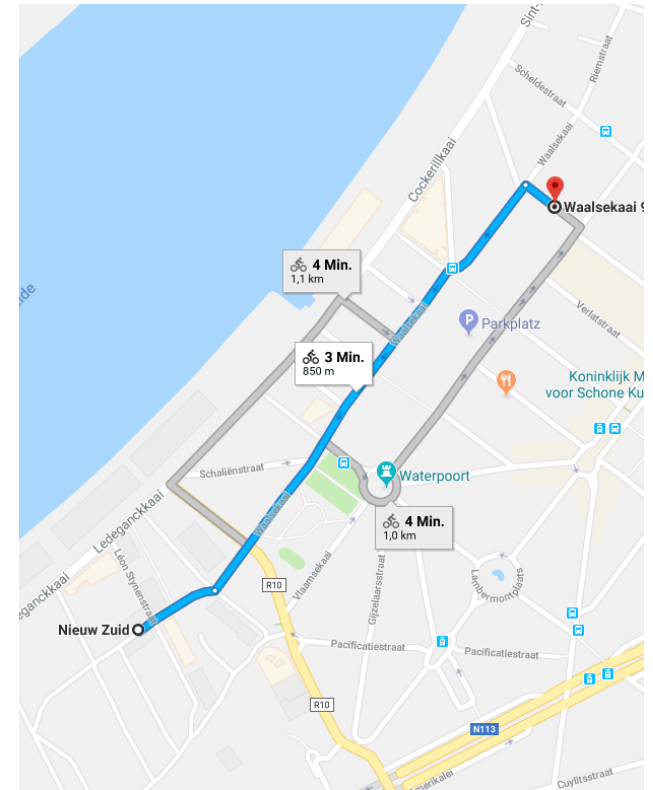 Sint-
Riemstraat
Scheldestraat
Waalsekaai
Cockerillkaai
Waalsekaai 9
4 Min.
1,1 km
Waalsekaai
Parkplatz
Verlatstraat
3 Min.
850 m
Koninklijk M
voor Schone Ku
Schaliënstraat
Waterpoort
Ledeganckkaai
Waalsekaai
4 Min.
1,0 km
Léon Stynenstraat
R10
Vlaamsekaai
Gijzelaarsstraat
Lambermontplaats
eganckkaai
Nieuw Zuid
Pacificatiestraat
Pacificatiestraat
R10
N113
Amerikalei
Cuylitsstraat